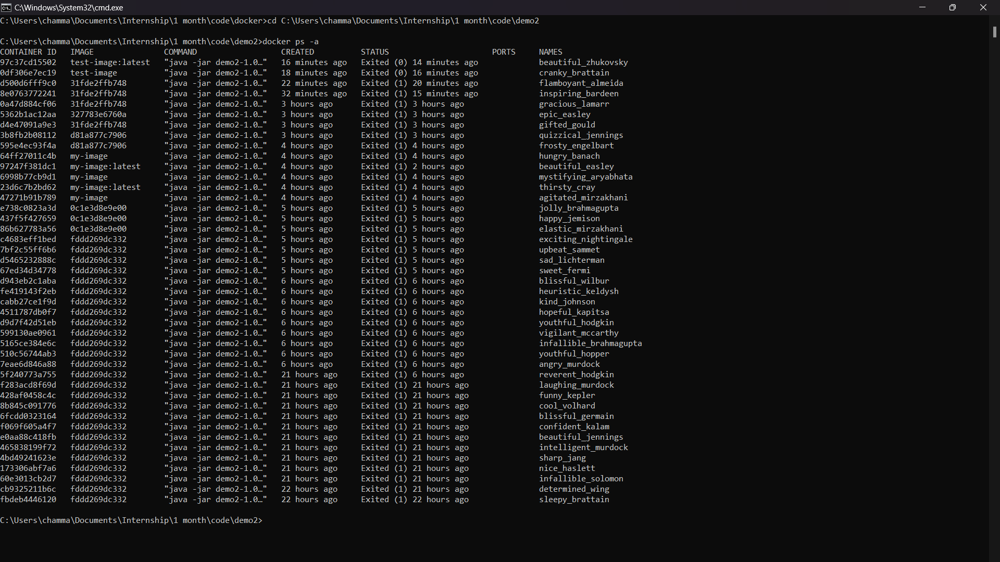 C:\Windows\System32\cmd.exe
C:\Users\chamma\Documents\Internship\1 month\code\docker>cd C:\Users\chamma\Documents\Internship\1 month\code\demo2
C:\Users\chamma\Documents\Internship\1 month\code\demo2>docker ps -a
CONTAINER ID   IMAGE               COMMAND                  CREATED          STATUS                      PORTS     NAMES
97c37cd15502   test-image:latest   "java -jar demo2-1.0…"   16 minutes ago   Exited (0) 14 minutes ago             beautiful_zhukovsky
0df306e7ec19   test-image          "java -jar demo2-1.0…"   18 minutes ago   Exited (0) 16 minutes ago             cranky_brattain
d500d6fff9c0   31fde2ffb748        "java -jar demo2-1.0…"   22 minutes ago   Exited (1) 20 minutes ago             flamboyant_almeida
8e0763772241   31fde2ffb748        "java -jar demo2-1.0…"   32 minutes ago   Exited (1) 15 minutes ago             inspiring_bardeen
0a47d884cf06   31fde2ffb748        "java -jar demo2-1.0…"   3 hours ago      Exited (1) 3 hours ago                gracious_lamarr
5362b1ac12aa   327783e6760a        "java -jar demo2-1.0…"   3 hours ago      Exited (1) 3 hours ago                epic_easley
d4e47091a9e3   31fde2ffb748        "java -jar demo2-1.0…"   3 hours ago      Exited (1) 3 hours ago                gifted_gould
3b8fb2b08112   d81a877c7906        "java -jar demo2-1.0…"   3 hours ago      Exited (1) 3 hours ago                quizzical_jennings
595e4ec93f4a   d81a877c7906        "java -jar demo2-1.0…"   4 hours ago      Exited (1) 4 hours ago                frosty_engelbart
64ff27011c4b   my-image            "java -jar demo2-1.0…"   4 hours ago      Exited (1) 4 hours ago                hungry_banach
97247f381dc1   my-image:latest     "java -jar demo2-1.0…"   4 hours ago      Exited (1) 2 hours ago                beautiful_easley
6998b77cb9d1   my-image            "java -jar demo2-1.0…"   4 hours ago      Exited (1) 4 hours ago                mystifying_aryabhata
23d6c7b2bd62   my-image:latest     "java -jar demo2-1.0…"   4 hours ago      Exited (1) 4 hours ago                thirsty_cray
47271b91b789   my-image            "java -jar demo2-1.0…"   4 hours ago      Exited (1) 4 hours ago                agitated_mirzakhani
e738c0823a3d   0c1e3d8e9e00        "java -jar demo2-1.0…"   5 hours ago      Exited (1) 5 hours ago                jolly_brahmagupta
437f5f427659   0c1e3d8e9e00        "java -jar demo2-1.0…"   5 hours ago      Exited (1) 5 hours ago                happy_jemison
86b627783a56   0c1e3d8e9e00        "java -jar demo2-1.0…"   5 hours ago      Exited (1) 5 hours ago                elastic_mirzakhani
c4683eff1bed   fddd269dc332        "java -jar demo2-1.0…"   5 hours ago      Exited (1) 5 hours ago                exciting_nightingale
7bf2c55ff6b6   fddd269dc332        "java -jar demo2-1.0…"   5 hours ago      Exited (1) 5 hours ago                upbeat_sammet
d5465232888c   fddd269dc332        "java -jar demo2-1.0…"   5 hours ago      Exited (1) 5 hours ago                sad_lichterman
67ed34d34778   fddd269dc332        "java -jar demo2-1.0…"   5 hours ago      Exited (1) 5 hours ago                sweet_fermi
d943eb2c1aba   fddd269dc332        "java -jar demo2-1.0…"   6 hours ago      Exited (1) 6 hours ago                blissful_wilbur
fe419143f2eb   fddd269dc332        "java -jar demo2-1.0…"   6 hours ago      Exited (1) 6 hours ago                heuristic_keldysh
cabb27ce1f9d   fddd269dc332        "java -jar demo2-1.0…"   6 hours ago      Exited (1) 6 hours ago                kind_johnson
4511787db0f7   fddd269dc332        "java -jar demo2-1.0…"   6 hours ago      Exited (1) 6 hours ago                hopeful_kapitsa
d9d7f42d51eb   fddd269dc332        "java -jar demo2-1.0…"   6 hours ago      Exited (1) 6 hours ago                youthful_hodgkin
599130ae0961   fddd269dc332        "java -jar demo2-1.0…"   6 hours ago      Exited (1) 6 hours ago                vigilant_mccarthy
5165ce384e6c   fddd269dc332        "java -jar demo2-1.0…"   6 hours ago      Exited (1) 6 hours ago                infallible_brahmagupta
510c56744ab3   fddd269dc332        "java -jar demo2-1.0…"   6 hours ago      Exited (1) 6 hours ago                youthful_hopper
7eae6d846a88   fddd269dc332        "java -jar demo2-1.0…"   6 hours ago      Exited (1) 6 hours ago                angry_murdock
5f240773a755   fddd269dc332        "java -jar demo2-1.0…"   21 hours ago     Exited (1) 6 hours ago                reverent_hodgkin
f283acd8f69d   fddd269dc332        "java -jar demo2-1.0…"   21 hours ago     Exited (1) 21 hours ago               laughing_murdock
428af0458c4c   fddd269dc332        "java -jar demo2-1.0…"   21 hours ago     Exited (1) 21 hours ago               funny_kepler
8b845c091776   fddd269dc332        "java -jar demo2-1.0…"   21 hours ago     Exited (1) 21 hours ago               cool_volhard
6fcdd0323164   fddd269dc332        "java -jar demo2-1.0…"   21 hours ago     Exited (1) 21 hours ago               blissful_germain
f069f605a4f7   fddd269dc332        "java -jar demo2-1.0…"   21 hours ago     Exited (1) 21 hours ago               confident_kalam
e0aa88c418fb   fddd269dc332        "java -jar demo2-1.0…"   21 hours ago     Exited (1) 21 hours ago               beautiful_jennings
465838199f72   fddd269dc332        "java -jar demo2-1.0…"   21 hours ago     Exited (1) 21 hours ago               intelligent_murdock
4bd49241623e   fddd269dc332        "java -jar demo2-1.0…"   21 hours ago     Exited (1) 21 hours ago               sharp_jang
173306abf7a6   fddd269dc332        "java -jar demo2-1.0…"   21 hours ago     Exited (1) 21 hours ago               nice_haslett
60e3013cb2d7   fddd269dc332        "java -jar demo2-1.0…"   21 hours ago     Exited (1) 21 hours ago               infallible_solomon
cb9325211b6c   fddd269dc332        "java -jar demo2-1.0…"   22 hours ago     Exited (1) 21 hours ago               determined_wing
fbdeb4446120   fddd269dc332        "java -jar demo2-1.0…"   22 hours ago     Exited (1) 22 hours ago               sleepy_brattain
C:\Users\chamma\Documents\Internship\1 month\code\demo2>